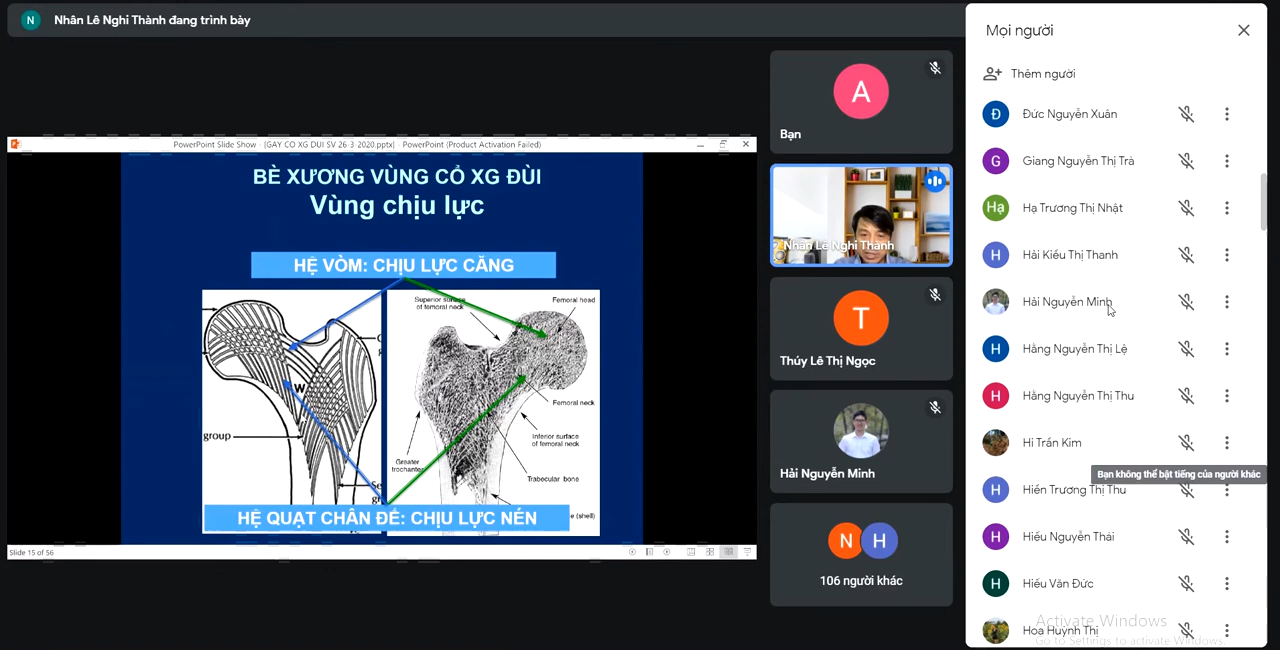 N
Nhân Lê Nghi Thành đang trình bày
PowerPoint Slide Show - [GAY CO XG DUI SV 26-3-2020.pptx] - PowerPoint (Product Activation Failed)
BÈ XƯƠNG VÙNG CỔ XG ĐÙI
Vùng chịu lực
HỆ VÒM: CHỊU LỰC CĂNG
Superior surface
of femoral neck
Femoral head
W
group
Femoral neck
Inferior surface
of femoral neck
Greater
trochanter
Trabecular bone
(shell)
HỆ QUẠT CHÂN ĐẾ: CHỊU LỰC NÉN
Slide 15 of 56
A
Bạn
Nhân Lê Nghi Thành
T
Thúy Lê Thị Ngọc
Hải Nguyễn Minh
N
H
106 người khác
Mọi người
Thêm người
Đ
Đức Nguyễn Xuân
G
Giang Nguyễn Thị Trà
Hạ
Hạ Trương Thị Nhật
H
Hải Kiều Thị Thanh
Hải Nguyễn Minh
H
Hằng Nguyễn Thị Lệ
H
Hằng Nguyễn Thị Thu
Hi Trần Kim
Bạn không thể bật tiếng của người khác
H
Hiền Trương Thị Thu
H
Hiếu Nguyễn Thái
H
Hiếu Văn Đức
Hoạ Huỳnh Thị
Activate Windows
Go to Settings to activate Windows.